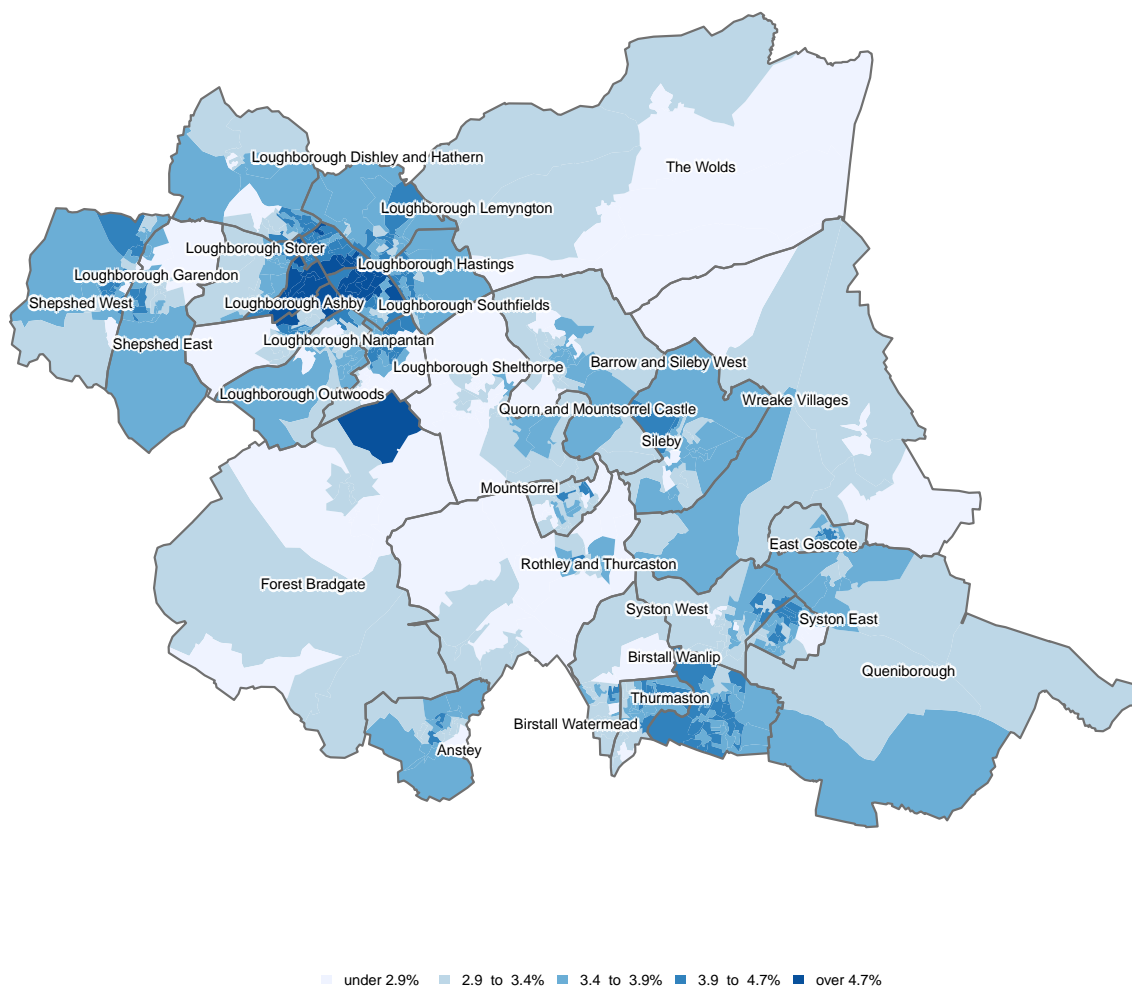 Loughborough Dishley and Hathern
The Wolds
Loughborough Lemyngton
Loughborough Storer
Loughborough Hastings
Loughborough Garendon
Shepshed West
Loughborough Ashby
Loughborough Southfields
Shepshed East
Loughborough Nanpantan
Loughborough Shelthorpe
Barrow and Sileby West
Loughborough Outwoods
Wreake Villages
Quorn and Mountsorrel Castle
Sileby
Mountsorrel
East Goscote
Rothley and Thurcaston
Forest Bradgate
Syston West
Syston East
Birstall Wanlip
Queniborough
Thurmaston
Birstall Watermead
Anstey
under 2.9% 2.9 to 3.4% 3.4 to 3.9% 3.9 to 4.7% over 4.7%